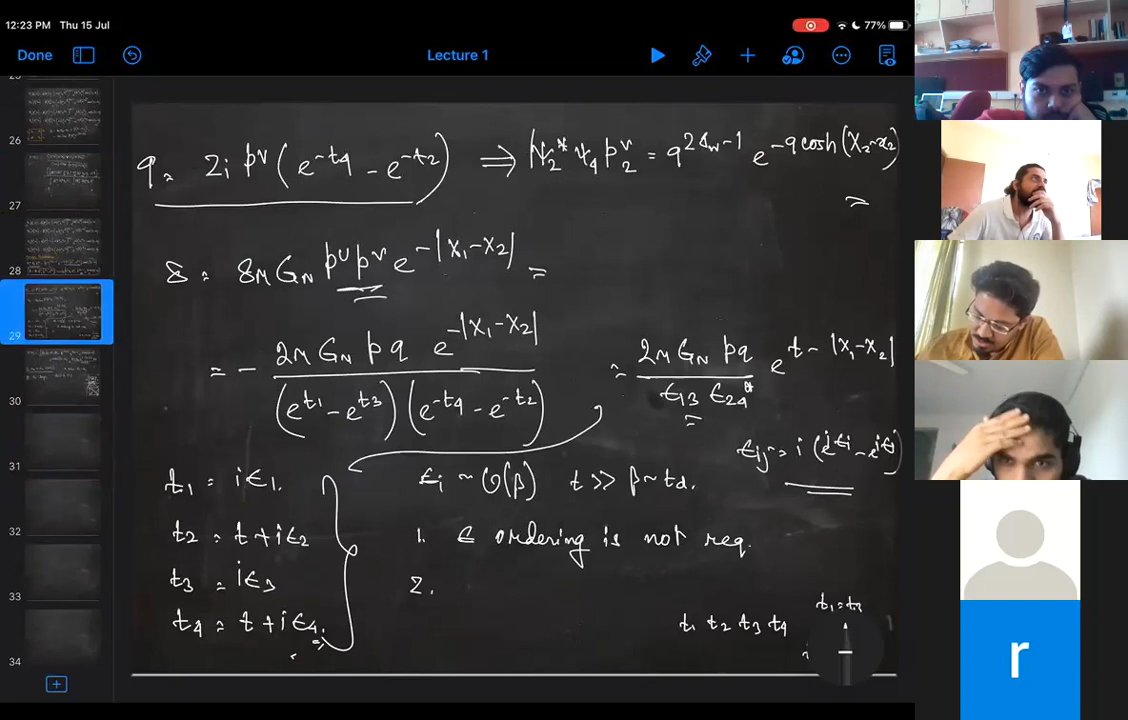 12:23 PM Thu 15 Jul
77%
Done
Lecture 1
q = 2i p^v (e^{-t4} - e^{-t2}) ⇒ ψ2* ψ4 p2^v = q^{2Δw-1} e^{-q cosh(x2'-x2)}
δ = 8π G_N p^u p^v e^{-|x1-x2|} =
= - 2π G_N p q e^{-|x1-x2|} / (e^{t1} - e^{t3})(e^{-t4} - e^{-t2}) = 2π G_N p q / ϵ13 ϵ24* e^{t-|x1-x2|}
ϵij = i (e^{iϵi} - e^{iϵj})
t1 = iϵ1.
ϵi ~ O(β) t >> β ~ td.
t2 = t + iϵ2
1. ϵ ordering is not req.
t3 = iϵ3
2.
t4 = t + iϵ4.
t1 t2 t3 t4
26
27
28
29
30
31
32
33
34
r